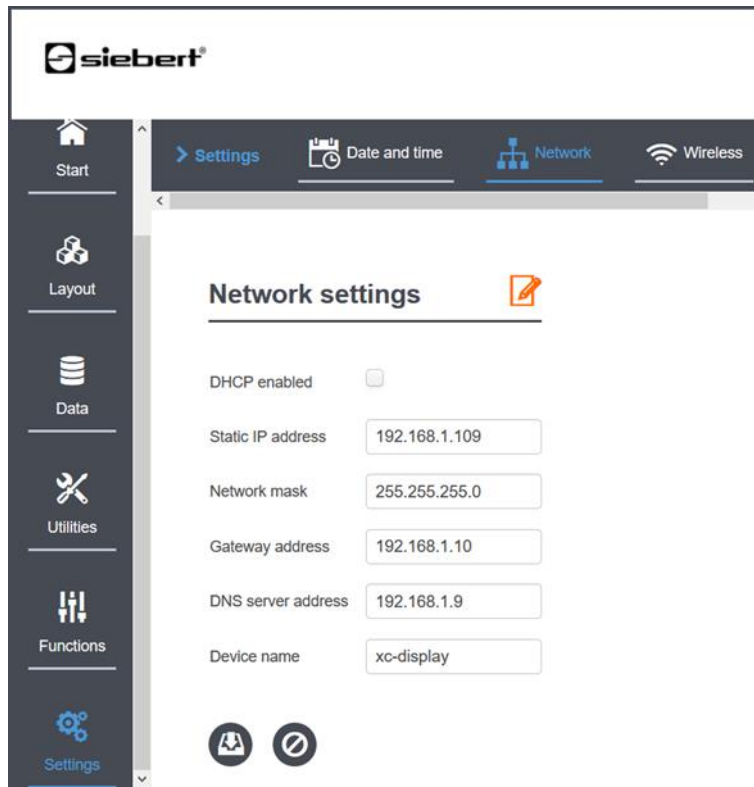 siebert®
Start
Settings
Date and time
Network
Wireless
Layout
Data
Utilities
Functions
Settings
Network settings
DHCP enabled
Static IP address 192.168.1.109
Network mask 255.255.255.0
Gateway address 192.168.1.10
DNS server address 192.168.1.9
Device name xc-display